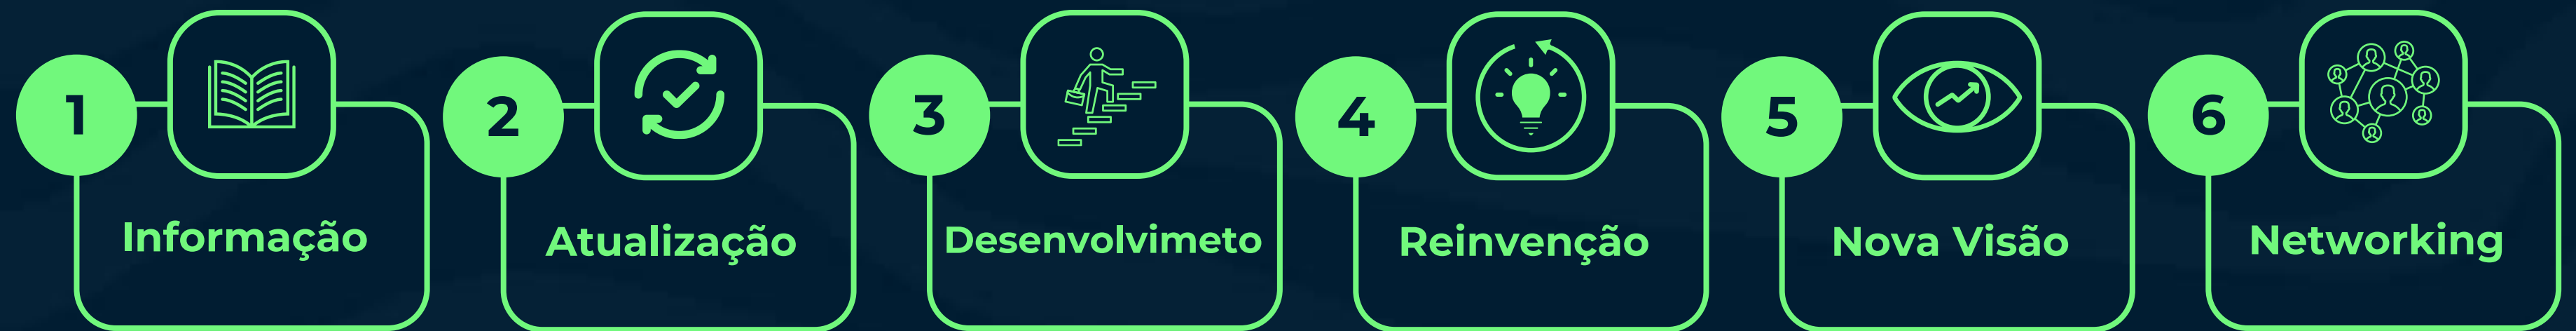 1
Informação
2
Atualização
3
Desenvolvimeto
4
Reinvenção
5
Nova Visão
6
Networking